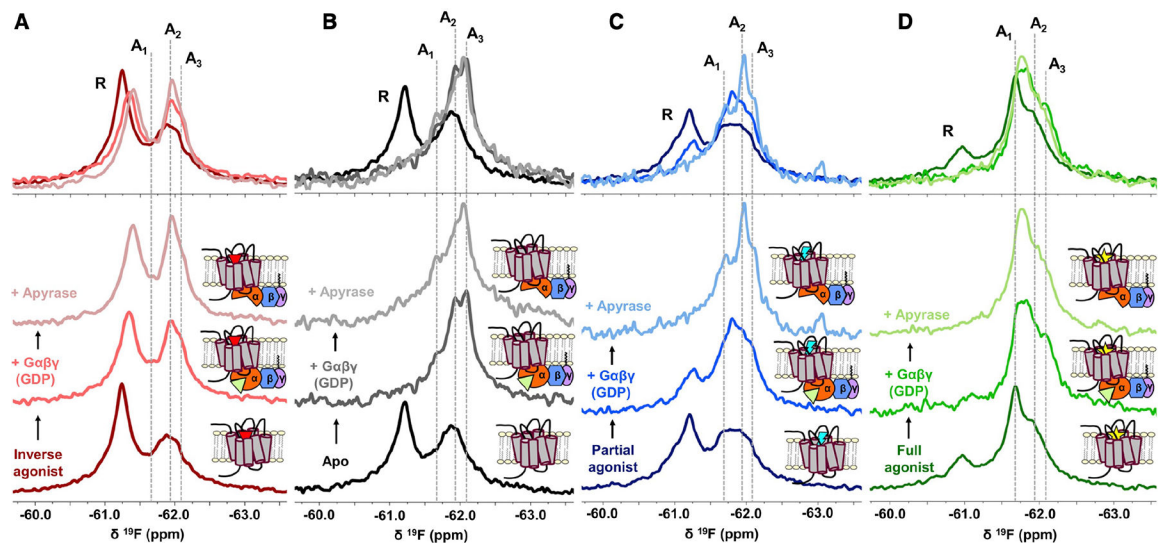 A
R
A1
A2
A3
+ Apyrase
+ Gαβγ
(GDP)
Inverse
agonist
α β γ
α β γ
-60.0 -61.0 -62.0 -63.0
δ 19F (ppm)
B
R
A1
A2
A3
+ Apyrase
+ Gαβγ
(GDP)
Apo
α β γ
α β γ
-60.0 -61.0 -62.0 -63.0
δ 19F (ppm)
C
R
A1
A2
A3
+ Apyrase
+ Gαβγ
(GDP)
Partial
agonist
α β γ
α β γ
-60.0 -61.0 -62.0 -63.0
δ 19F (ppm)
D
R
A1
A2
A3
+ Apyrase
+ Gαβγ
(GDP)
Full
agonist
α β γ
α β γ
-60.0 -61.0 -62.0 -63.0
δ 19F (ppm)